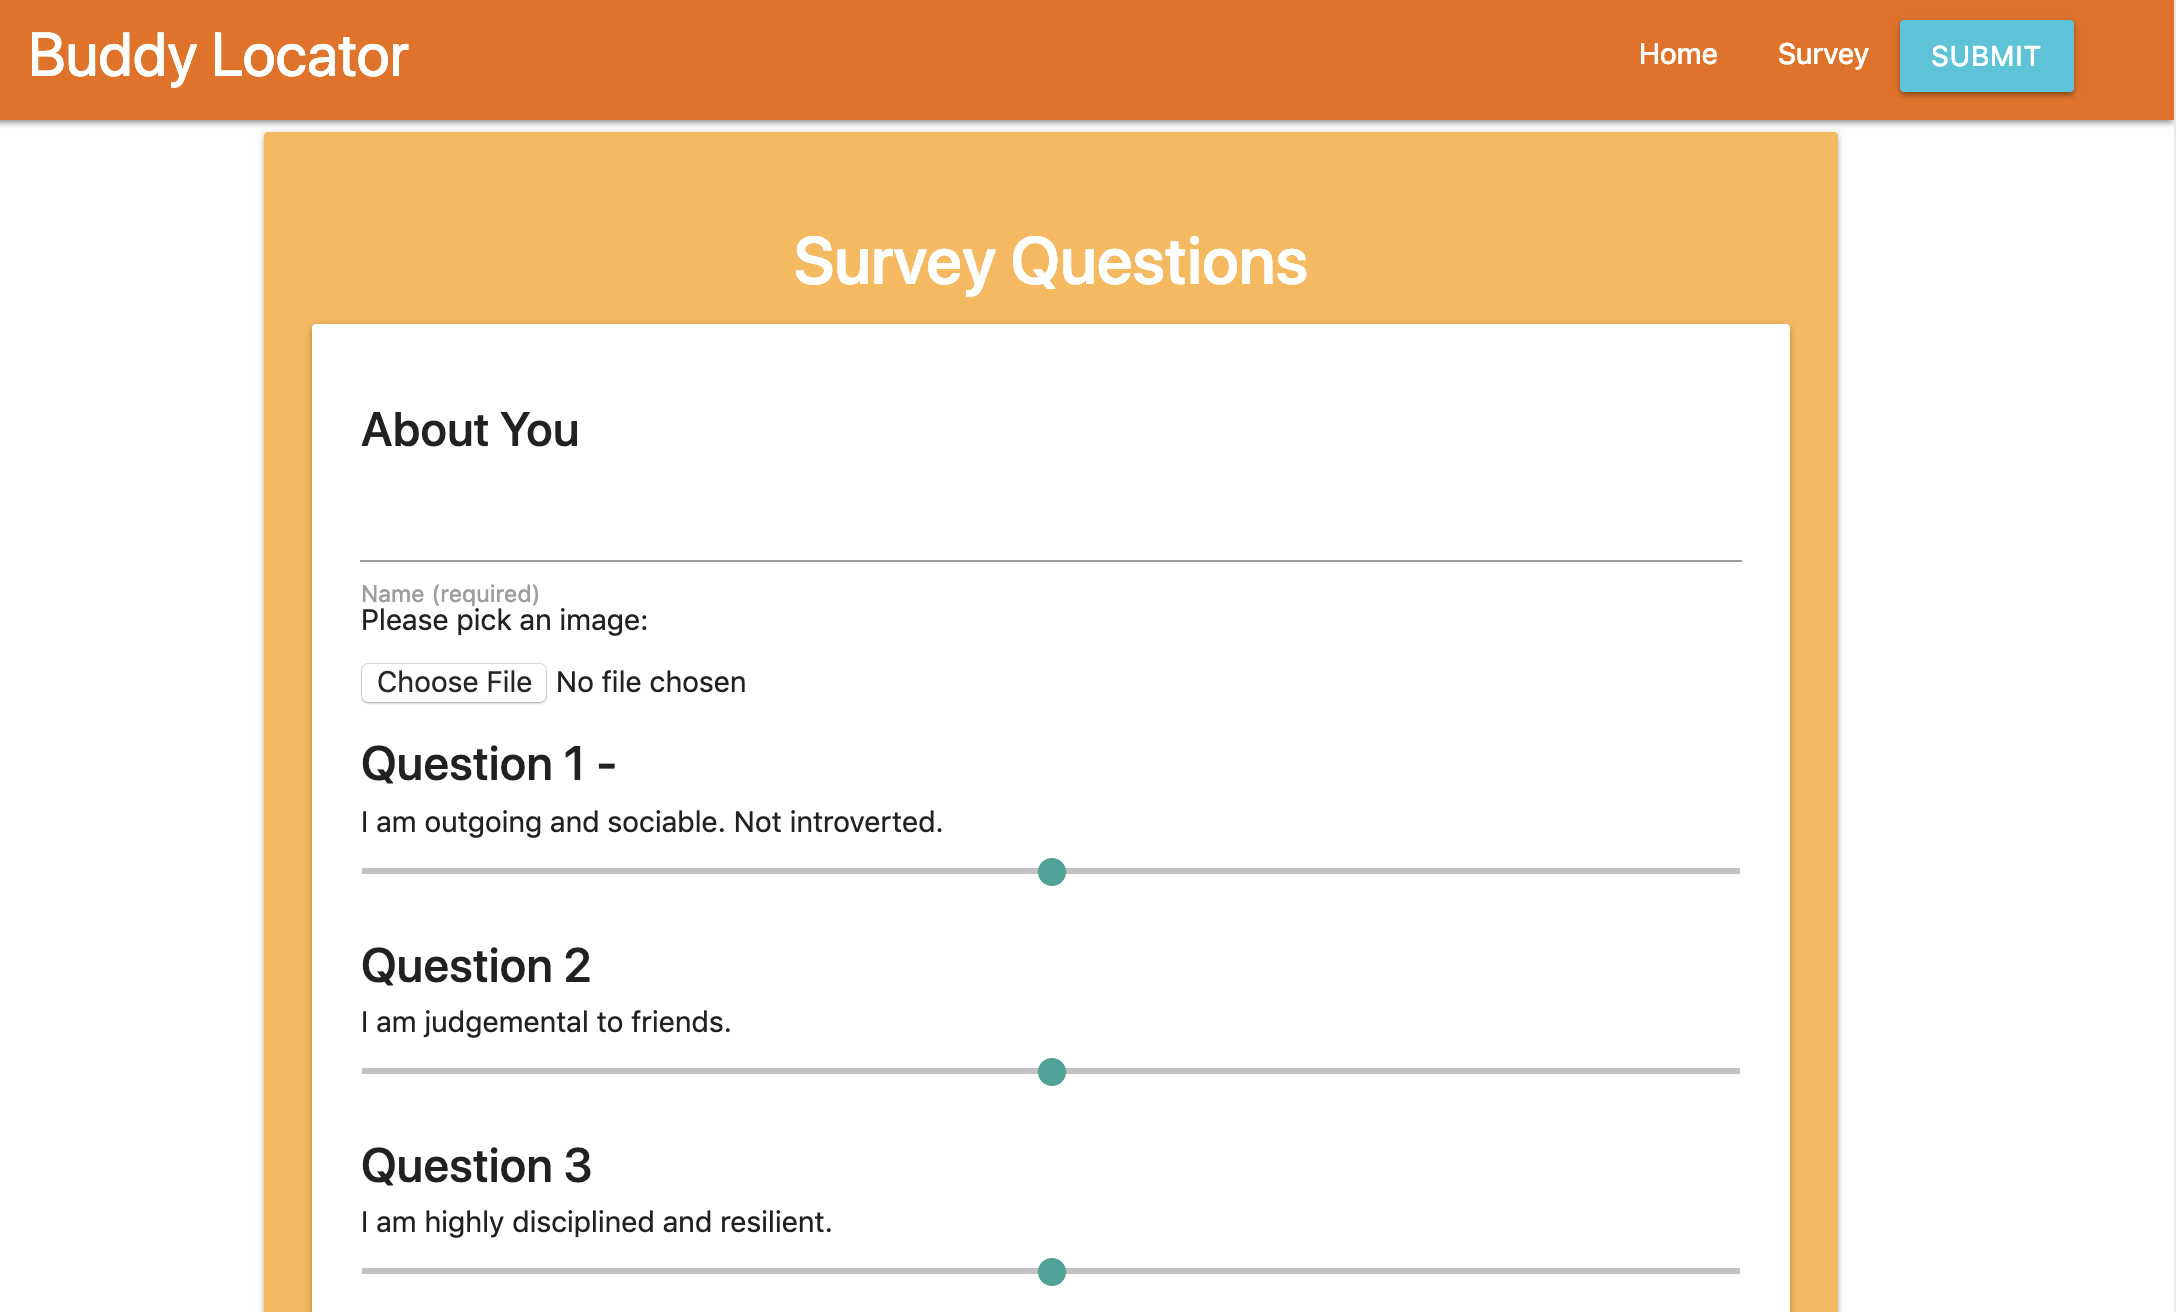 Buddy Locator
Home Survey SUBMIT
Survey Questions
About You
Name (required)
Please pick an image:
Choose File No file chosen
Question 1 -
I am outgoing and sociable. Not introverted.
Question 2
I am judgemental to friends.
Question 3
I am highly disciplined and resilient.